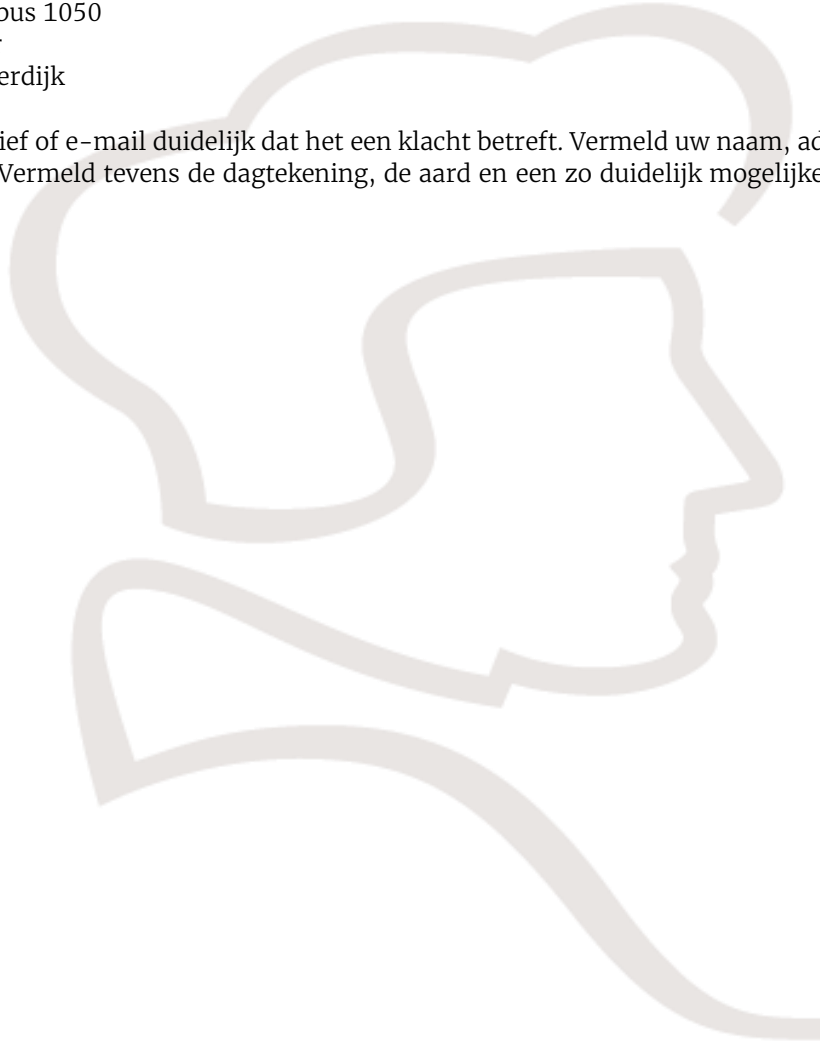 bus 1050
erdijk
ief of e-mail duidelijk dat het een klacht betreft. Vermeld uw naam, ad
Vermeld tevens de dagtekening, de aard en een zo duidelijk mogelijke